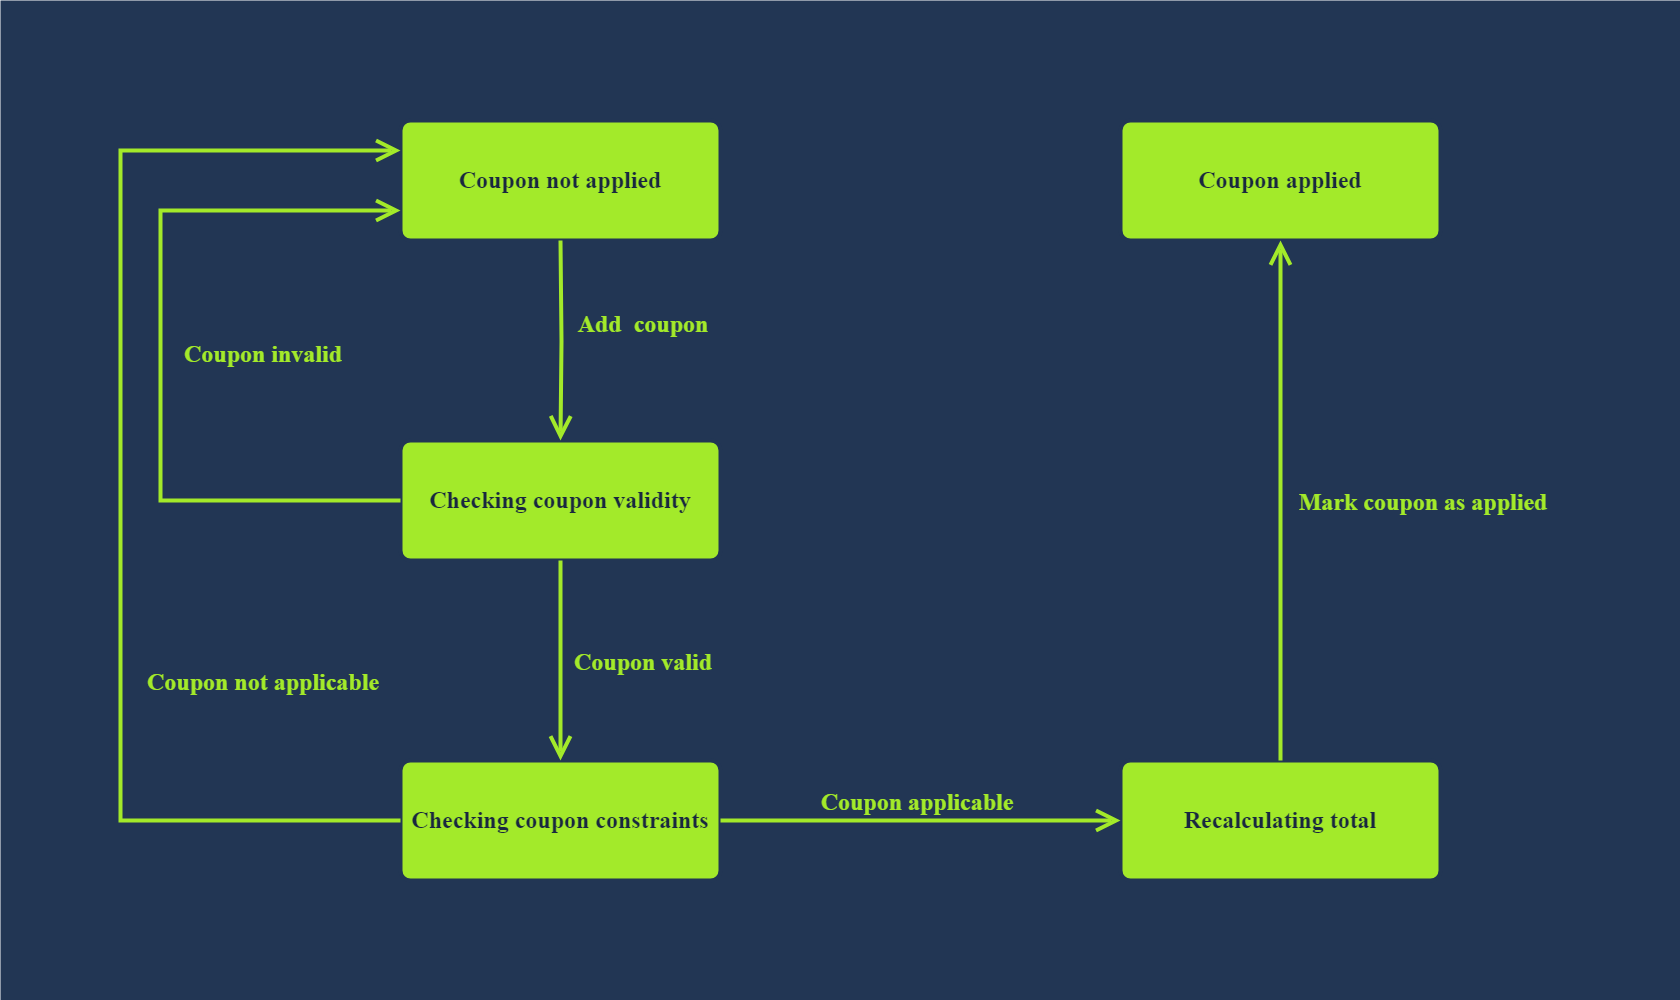 Coupon not applied
Coupon applied
Add  coupon
Coupon invalid
Checking coupon validity
Mark coupon as applied
Coupon valid
Coupon not applicable
Coupon applicable
Checking coupon constraints
Recalculating total